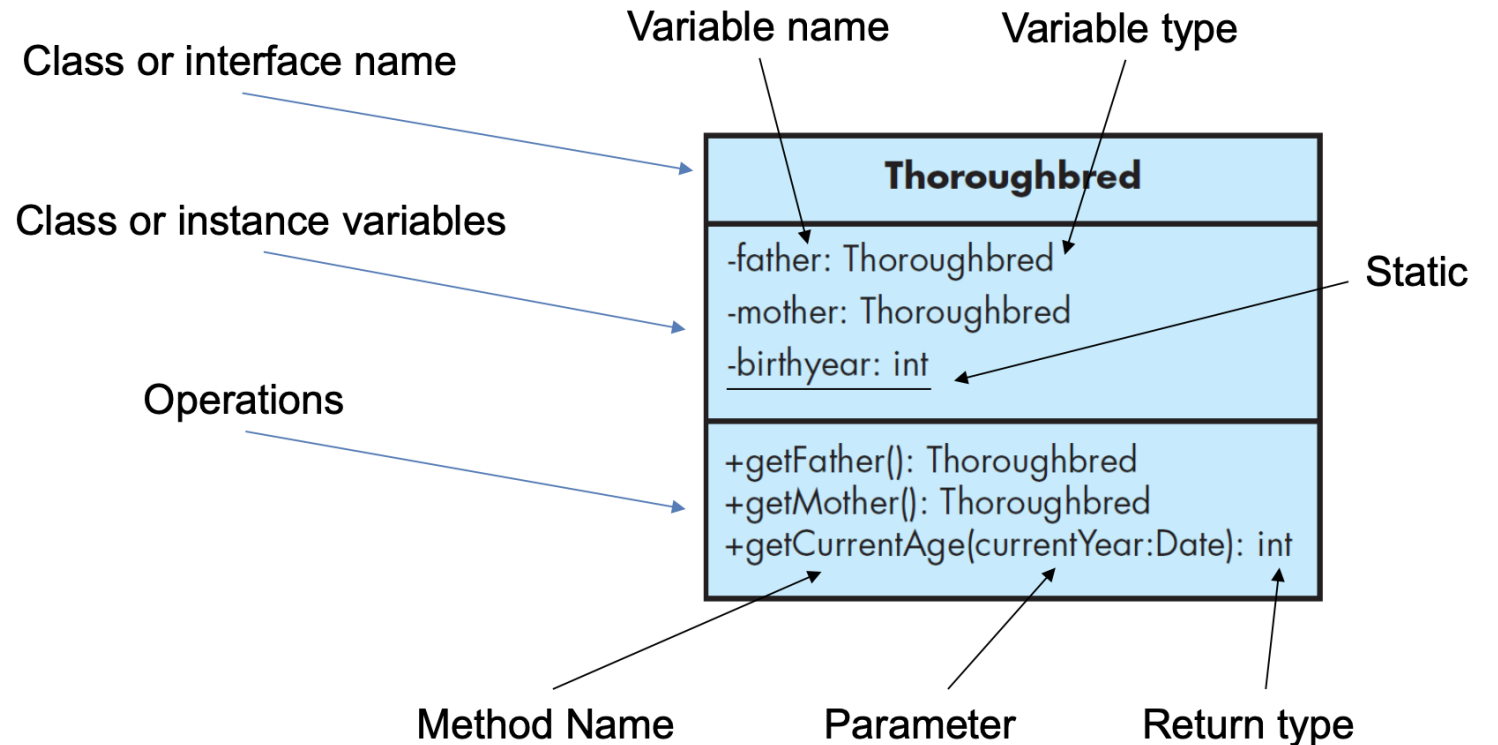 Variable name
Variable type
Class or interface name
Thoroughbred
Class or instance variables
-father: Thoroughbred
Static
-mother: Thoroughbred
-birthyear: int
Operations
+getFather(): Thoroughbred
+getMother(): Thoroughbred
+getCurrentAge(currentYear:Date): int
Method Name
Parameter
Return type